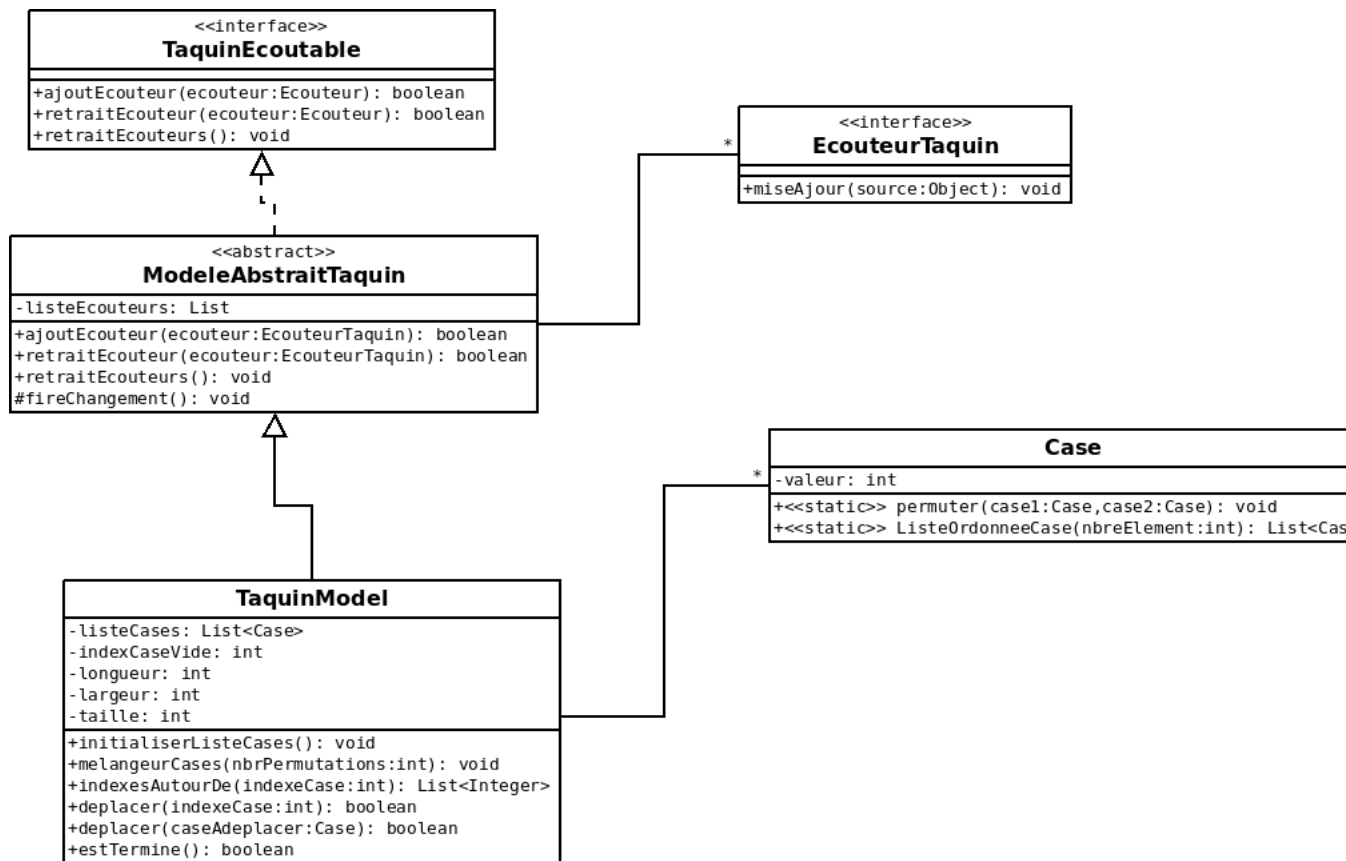 <<interface>>
TaquinEcoutable
+ajoutEcouteur(ecouteur:Ecouteur): boolean
+retraitEcouteur(ecouteur:Ecouteur): boolean
+retraitEcouteurs(): void
<<interface>>
EcouteurTaquin
+miseAjour(source:Object): void
*
<<abstract>>
ModeleAbstraitTaquin
-listeEcouteurs: List
+ajoutEcouteur(ecouteur:EcouteurTaquin): boolean
+retraitEcouteur(ecouteur:EcouteurTaquin): boolean
+retraitEcouteurs(): void
#fireChangement(): void
Case
-valeur: int
+<<static>> permuter(case1:Case,case2:Case): void
+<<static>> ListeOrdonneeCase(nbreElement:int): List<Cas
*
TaquinModel
-listeCases: List<Case>
-indexCaseVide: int
-longueur: int
-largeur: int
-taille: int
+initialiserListeCases(): void
+melangeurCases(nbrPermutations:int): void
+indexesAutourDe(indexeCase:int): List<Integer>
+deplacer(indexeCase:int): boolean
+deplacer(caseAdeplacer:Case): boolean
+estTermine(): boolean